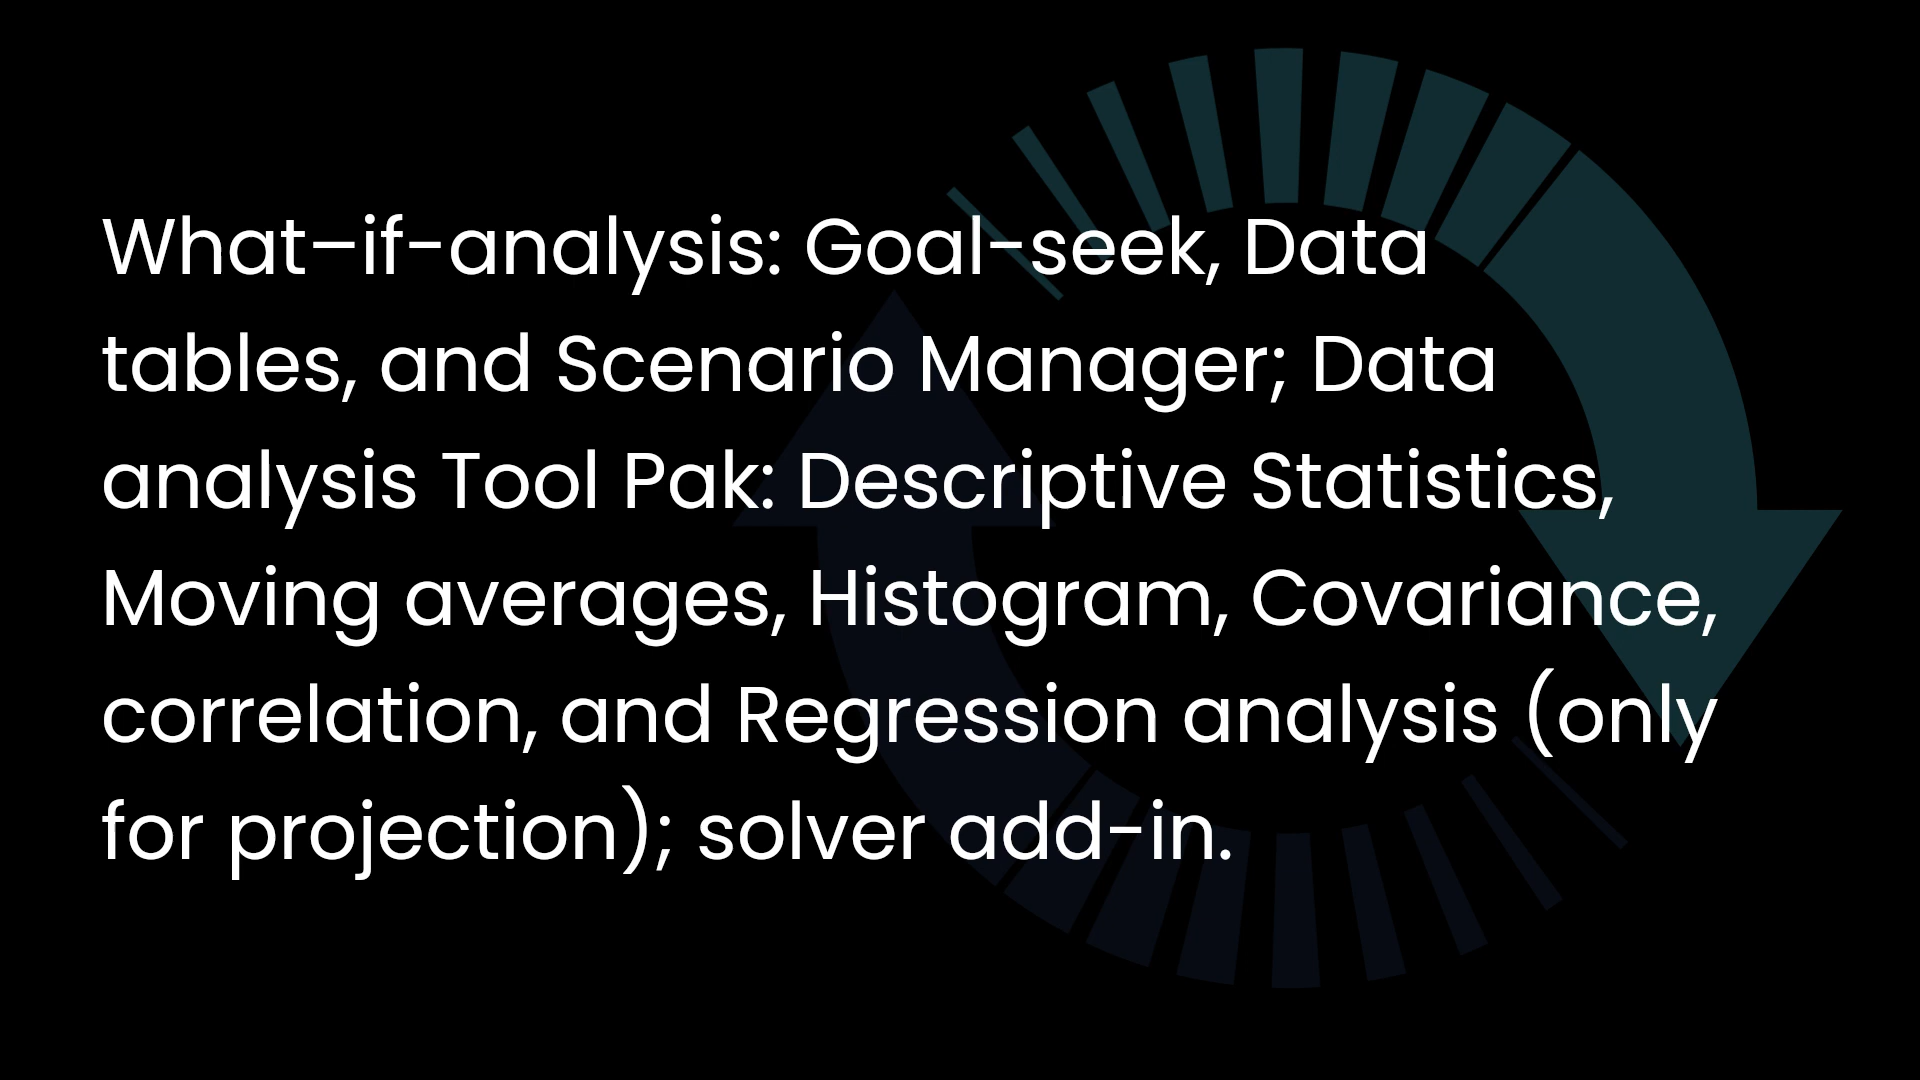 What–if-analysis: Goal-seek, Data
tables, and Scenario Manager; Data
analysis Tool Pak: Descriptive Statistics,
Moving averages, Histogram, Covariance,
correlation, and Regression analysis (only
for projection); solver add-in.